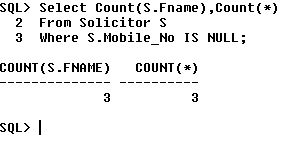 SQL> Select Count(S.Fname),Count(*)
2 From Solicitor S
3 Where S.Mobile_No IS NULL;
COUNT(S.FNAME) COUNT(*)
-------------- ----------
3 3
SQL>